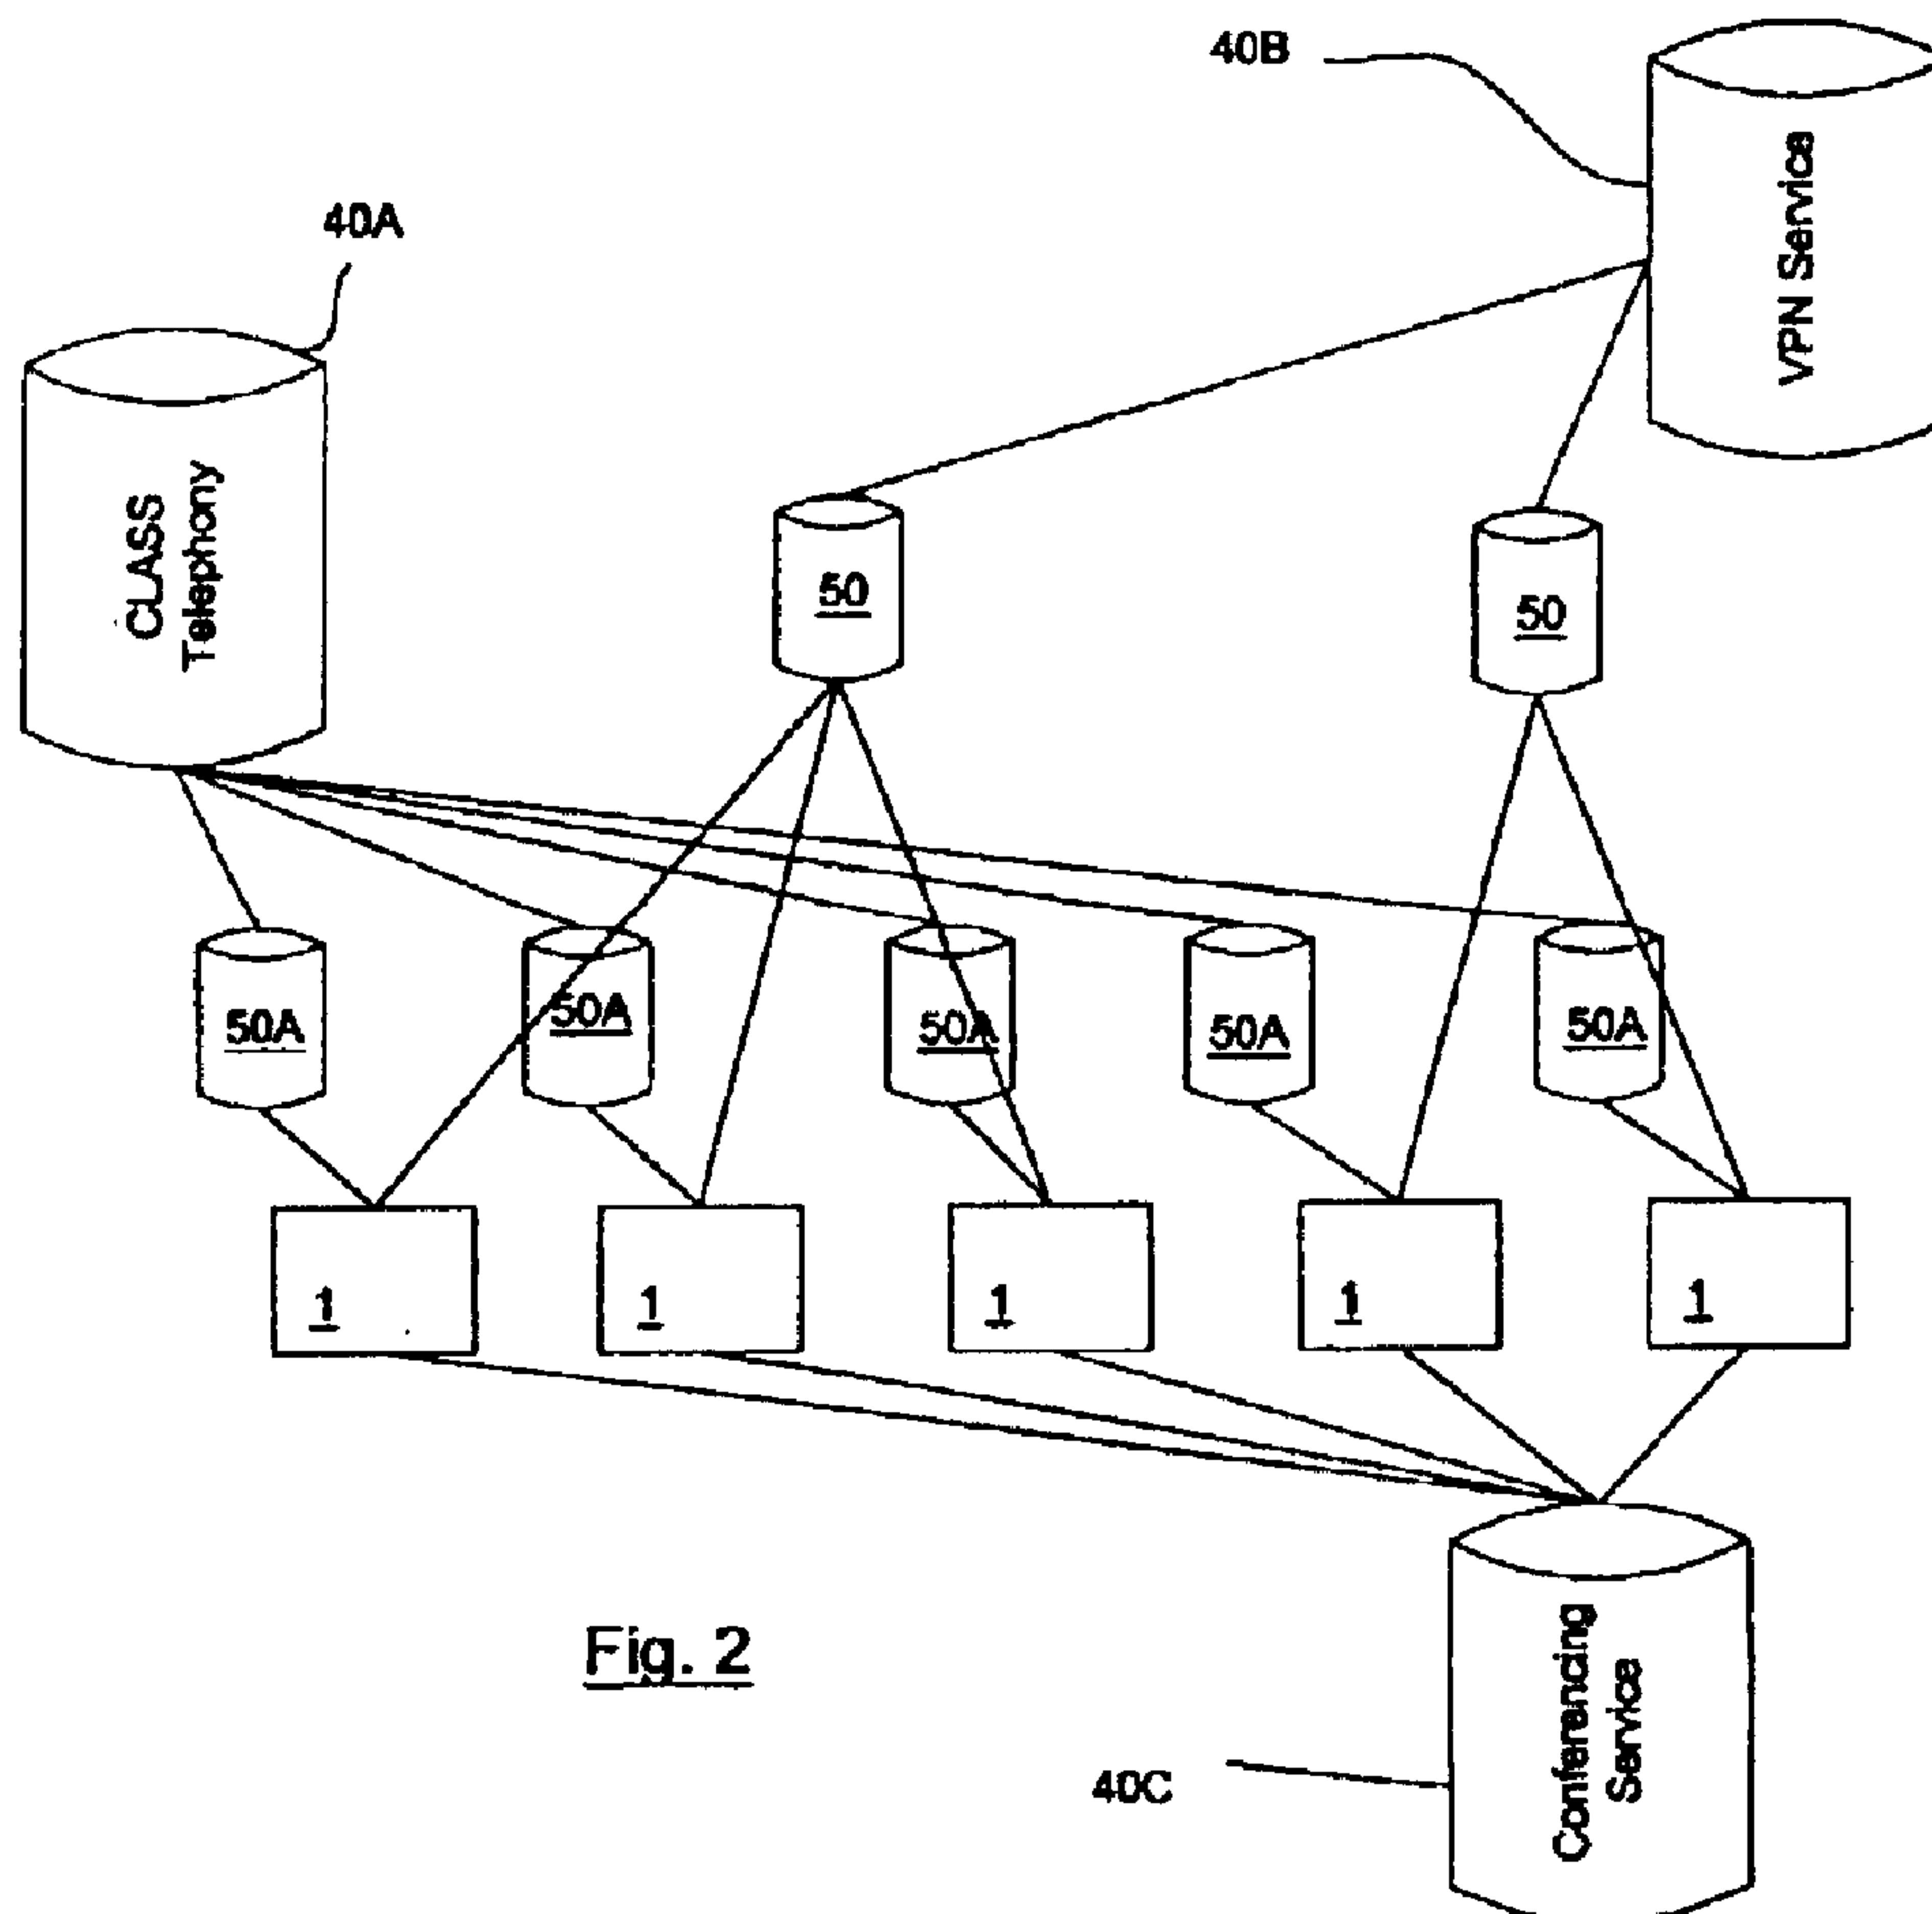 40B
VPN Service
40A
CLASS
Telephony
50
50
50A
50A
50A
50A
50A
1
1
1
1
1
Fig. 2
40C
Conferencing
Service